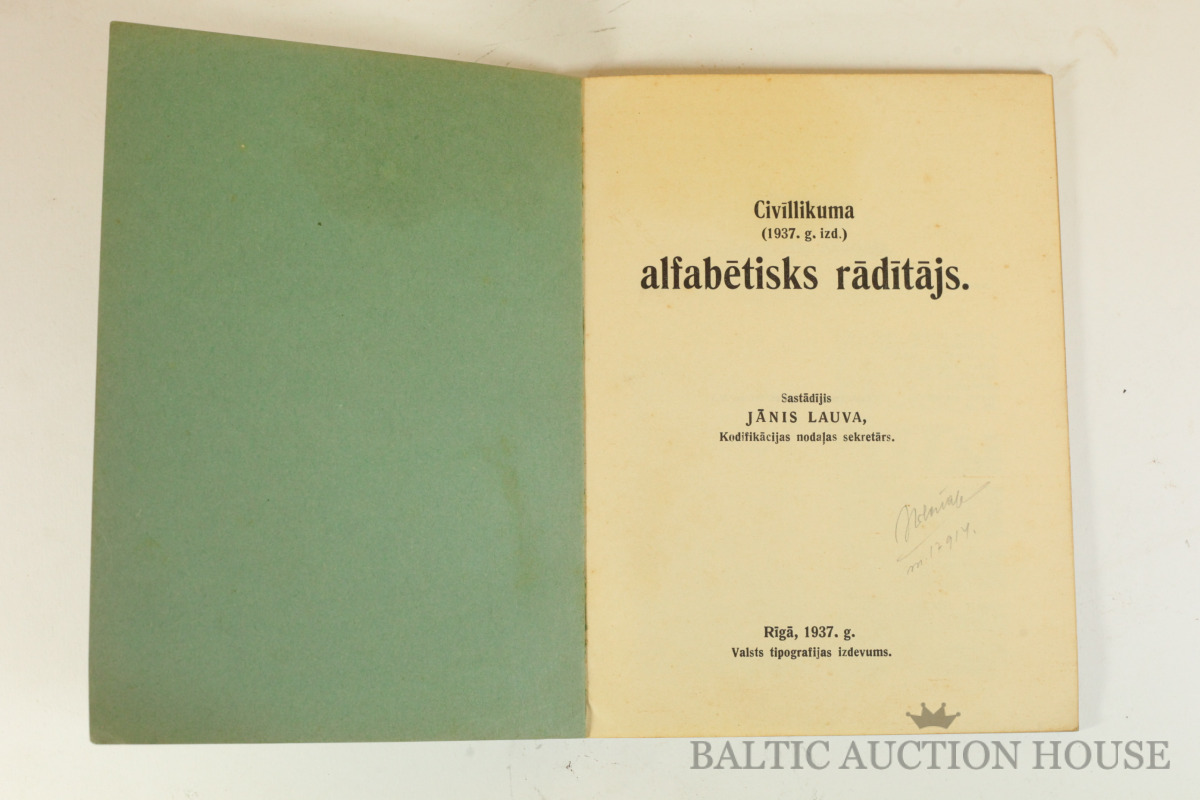 Civīllikuma
(1937. g. izd.)
alfabētisks rādītājs.
Sastādījis
JĀNIS LAUVA,
Kodifikācijas nodaļas sekretārs.
Rīgā, 1937. g.
Valsts tipografijas izdevums.
BALTIC AUCTION HOUSE